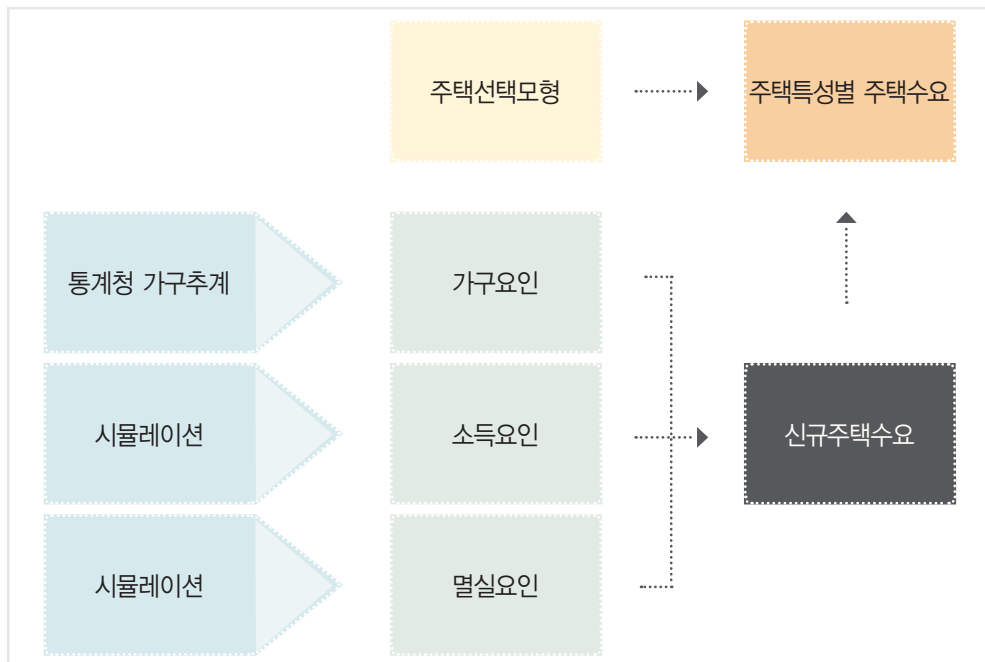 주택선택모형
주택특성별 주택수요
통계청 가구추계
가구요인
시뮬레이션
소득요인
신규주택수요
시뮬레이션
멸실요인